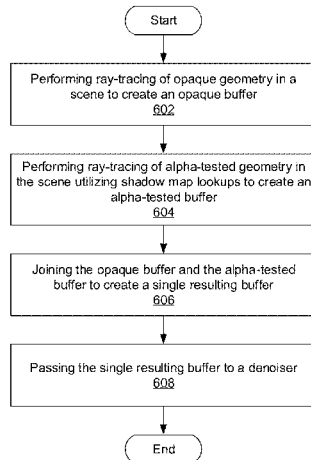 Start
Performing ray-tracing of opaque geometry in a
scene to create an opaque buffer
602
Performing ray-tracing of alpha-tested geometry in
the scene utilizing shadow map lookups to create an
alpha-tested buffer
604
Joining the opaque buffer and the alpha-tested
buffer to create a single resulting buffer
606
Passing the single resulting buffer to a denoiser
608
End